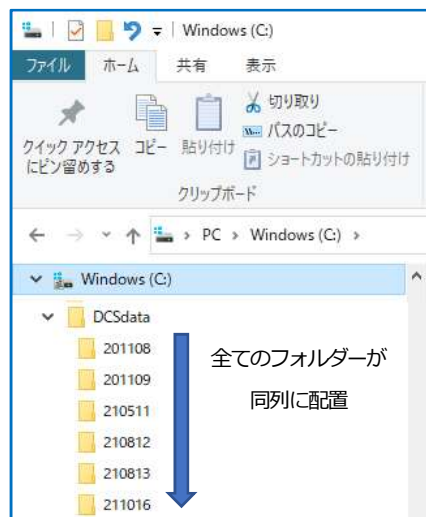 Windows (C:)
ファイル ホーム 共有 表示
クイック アクセス
にピン留めする
コピー
貼り付け
切り取り
パスのコピー
ショートカットの貼り付け
クリップボード
PC › Windows (C:) ›
Windows (C:)
DCSdata
201108
201109
210511
210812
210813
211016
全てのフォルダーが
同列に配置